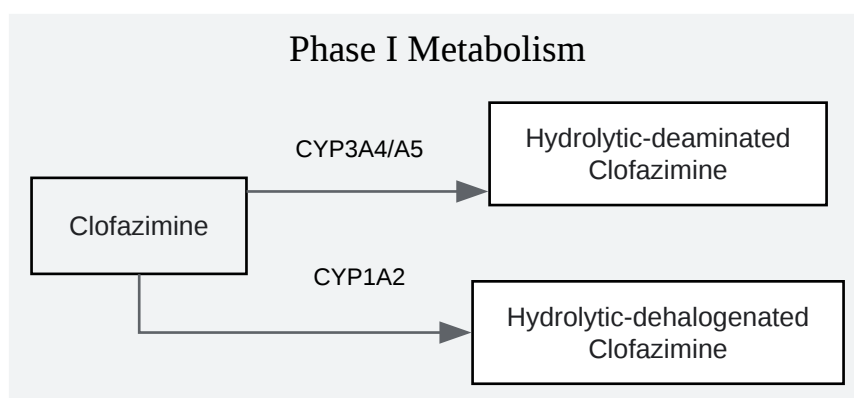 Phase I Metabolism
CYP3A4/A5
Hydrolytic-deaminated
Clofazimine
Clofazimine
CYP1A2
Hydrolytic-dehalogenated
Clofazimine